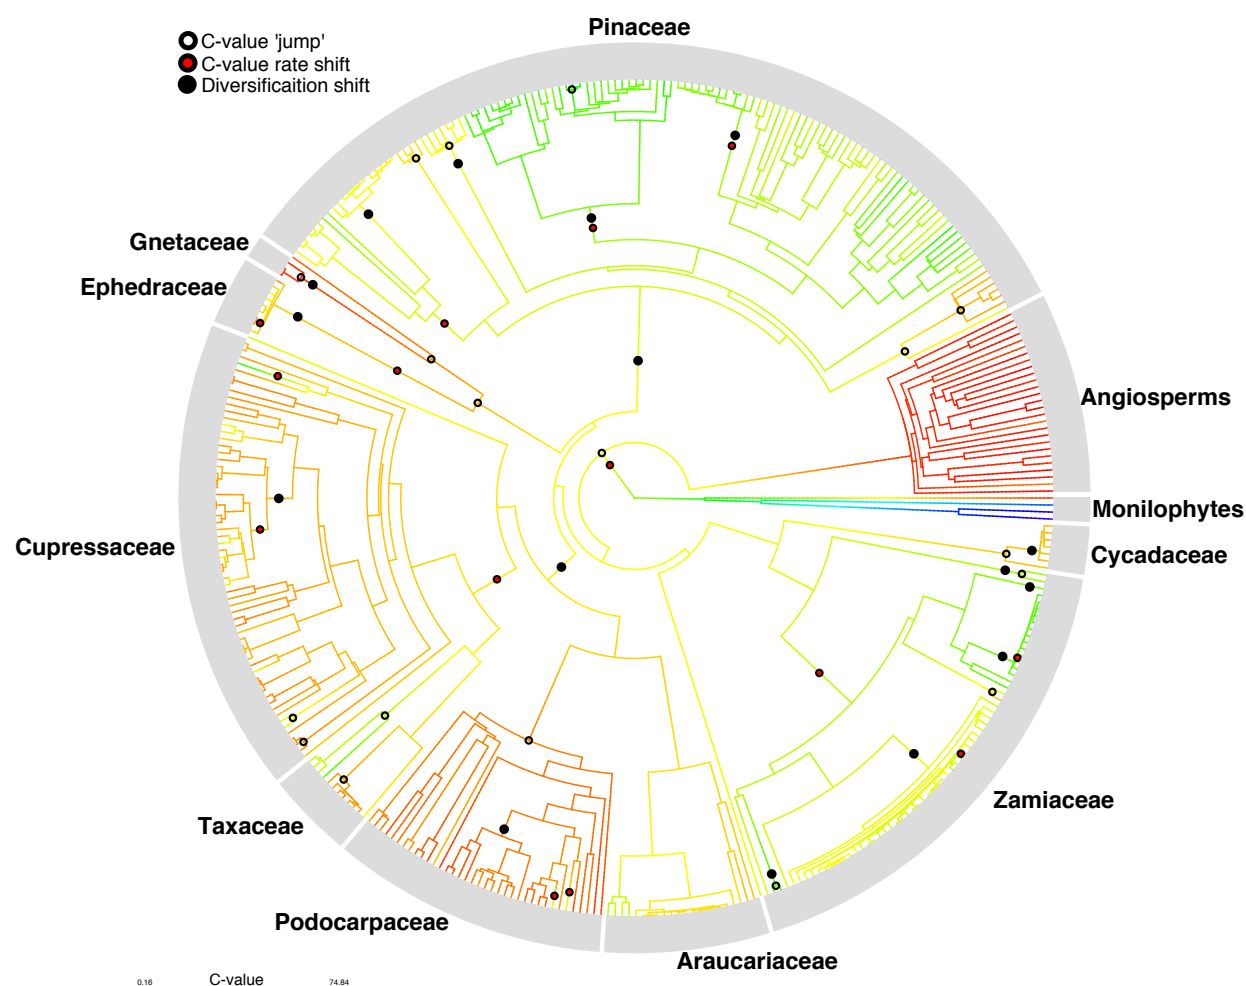 Pinaceae
C-value 'jump'
C-value rate shift
Diversificaition shift
Gnetaceae
Ephedraceae
Angiosperms
Monilophytes
Cupressaceae
Cycadaceae
Zamiaceae
Taxaceae
Podocarpaceae
Araucariaceae
0.16 C-value 74.84